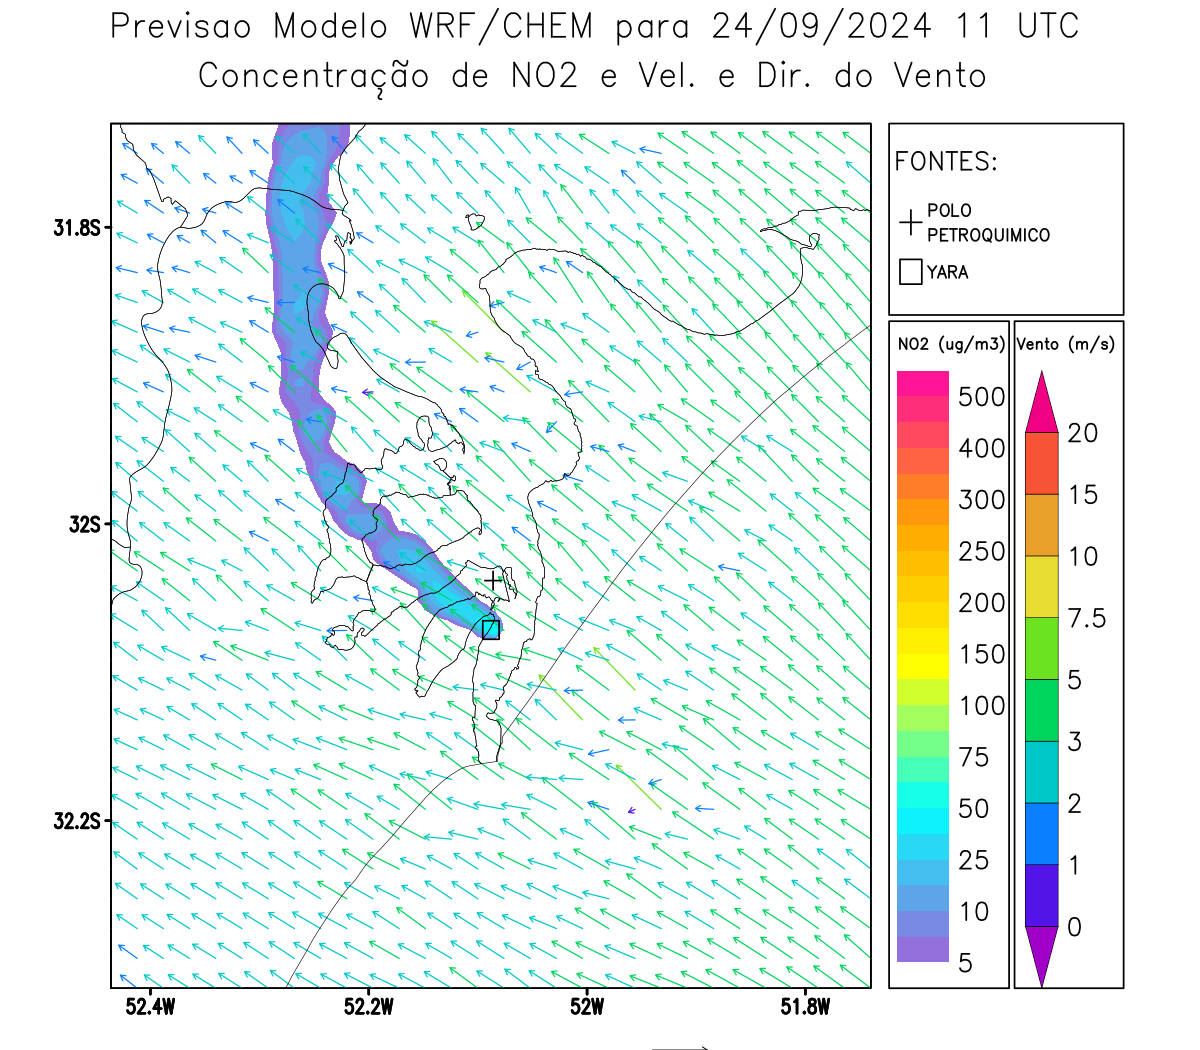 Previsao Modelo WRF/CHEM para 24/09/2024 11 UTC
Concentração de NO2 e Vel. e Dir. do Vento
FONTES:
POLO
PETROQUIMICO
YARA
NO2 (ug/m3)
500
400
300
250
200
150
100
75
50
25
10
5
Vento (m/s)
20
15
10
7.5
5
3
2
1
0
31.8S
32S
32.2S
52.4W
52.2W
52W
51.8W